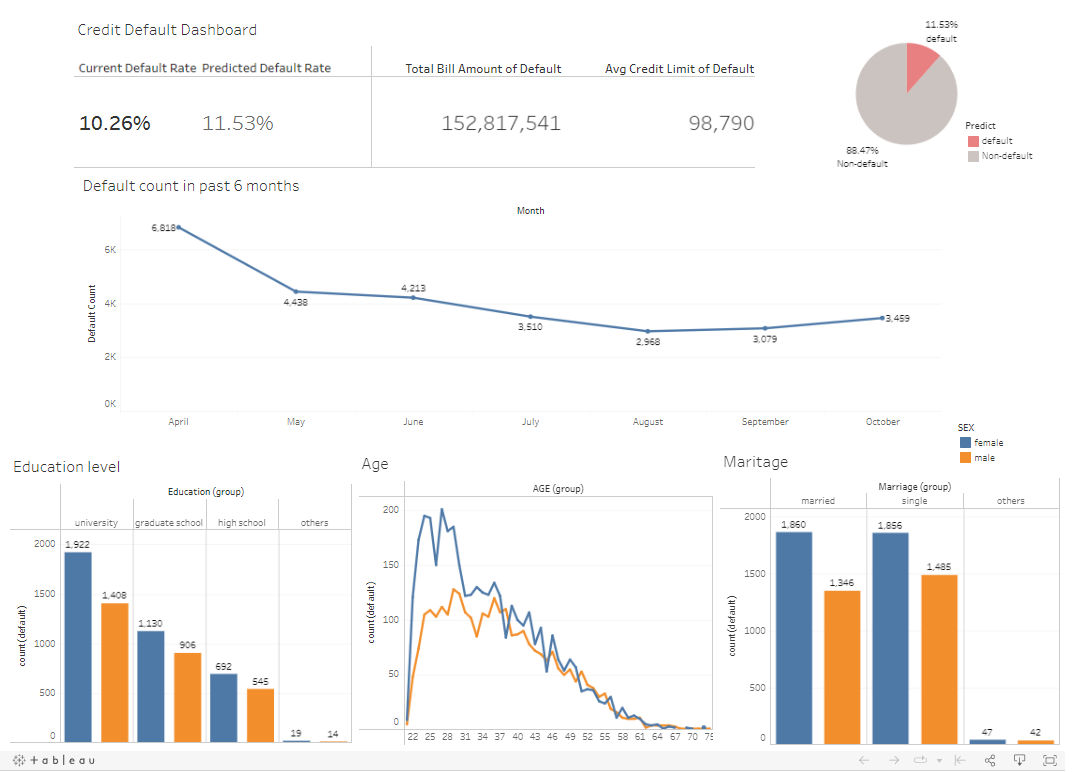 Credit Default Dashboard
Current Default Rate Predicted Default Rate
Total Bill Amount of Default
Avg Credit Limit of Default
10.26%
11.53%
152,817,541
98,790
11.53%
default
88.47%
Non-default
Predict
default
Non-default
Default count in past 6 months
Month
Default Count
6K
4K
2K
0K
6,818
4,438
4,213
3,510
2,968
3,079
3,459
April
May
June
July
August
September
October
SEX
female
male
Education level
Education (group)
university
graduate school
high school
others
count(default)
2000
1500
1000
500
0
1,922
1,408
1,130
906
692
545
19
14
Age
AGE (group)
count(default)
200
150
100
50
0
22 25 28 31 34 37 40 43 46 49 52 55 58 61 64 67 70
Maritage
Marriage (group)
married
single
others
count(default)
2000
1500
1000
500
0
1,860
1,346
1,856
1,485
47
42
+ a b l e a u